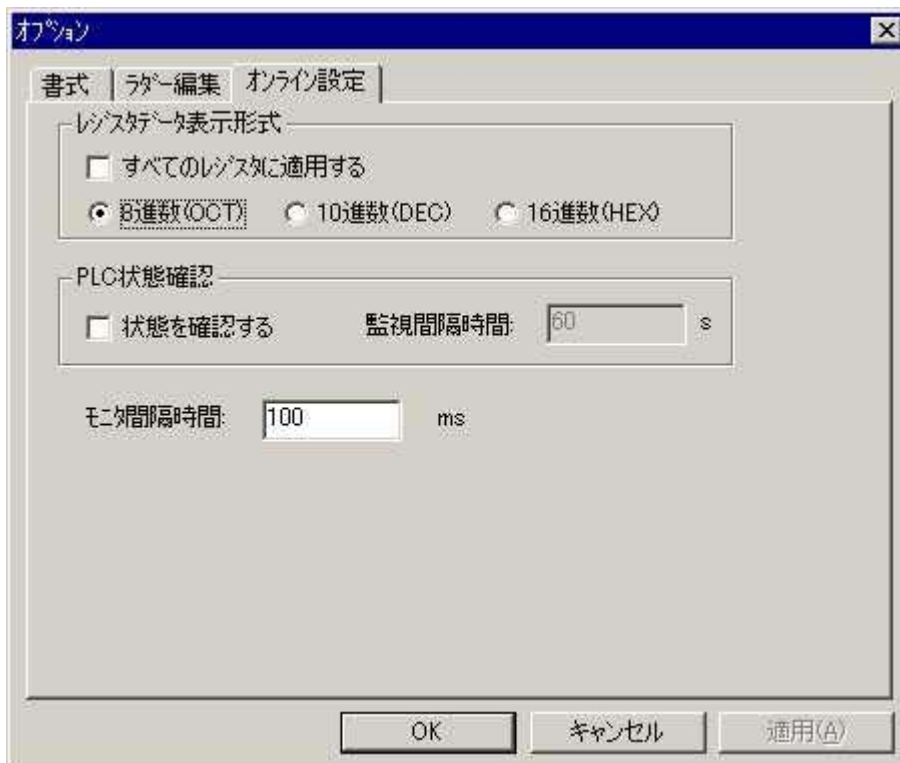 オプション
書式 ラダー編集 オンライン設定
レジスタデータ表示形式
すべてのレジスタに適用する
8進数(OCT) 10進数(DEC) 16進数(HEX)
PLC状態確認
状態を確認する 監視間隔時間: 60 s
モニタ間隔時間: 100 ms
OK キャンセル 適用(A)